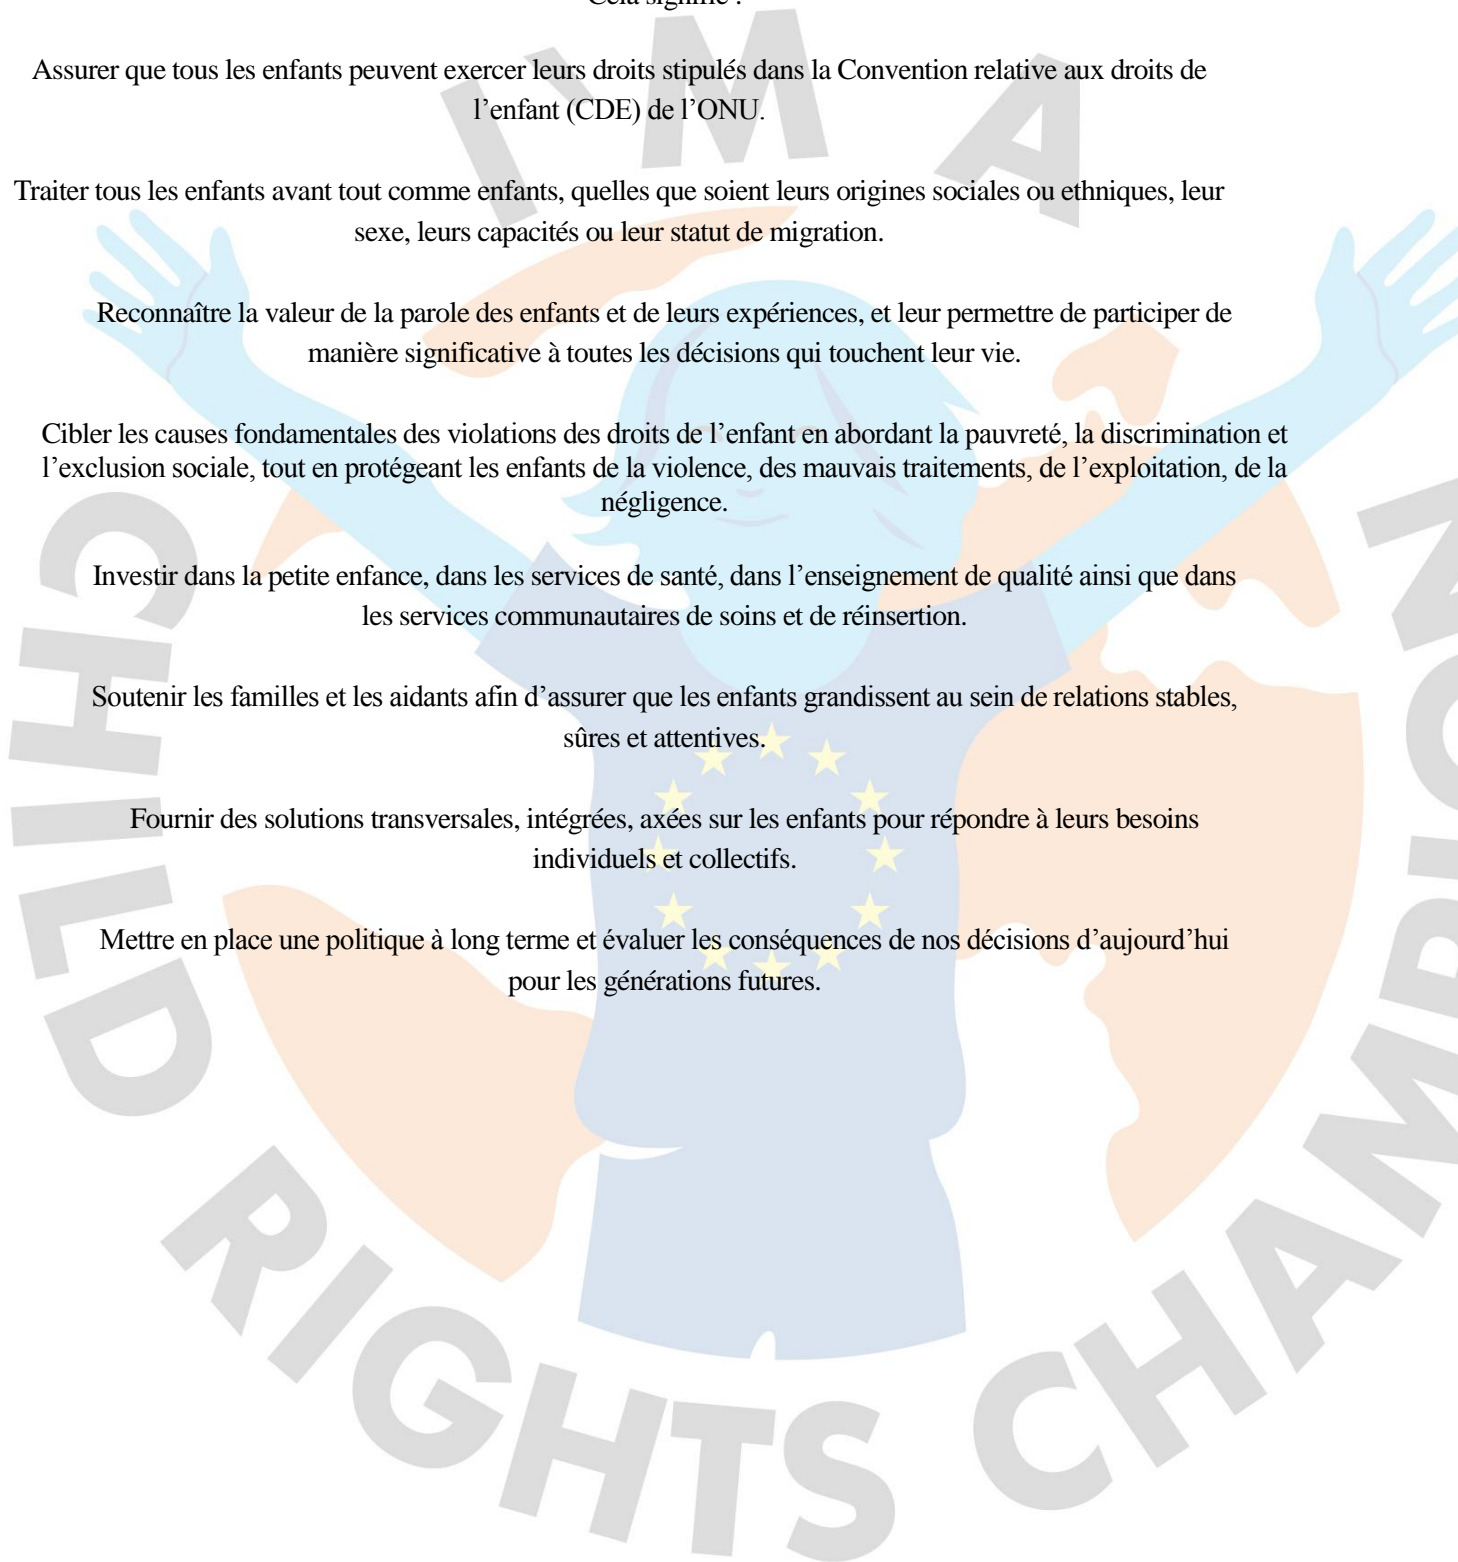 Cela signifie :
Assurer que tous les enfants peuvent exercer leurs droits stipulés dans la Convention relative aux droits de
l’enfant (CDE) de l’ONU.
Traiter tous les enfants avant tout comme enfants, quelles que soient leurs origines sociales ou ethniques, leur
sexe, leurs capacités ou leur statut de migration.
Reconnaître la valeur de la parole des enfants et de leurs expériences, et leur permettre de participer de
manière significative à toutes les décisions qui touchent leur vie.
Cibler les causes fondamentales des violations des droits de l’enfant en abordant la pauvreté, la discrimination et
l’exclusion sociale, tout en protégeant les enfants de la violence, des mauvais traitements, de l’exploitation, de la
négligence.
Investir dans la petite enfance, dans les services de santé, dans l’enseignement de qualité ainsi que dans
les services communautaires de soins et de réinsertion.
Soutenir les familles et les aidants afin d’assurer que les enfants grandissent au sein de relations stables,
sûres et attentives.
Fournir des solutions transversales, intégrées, axées sur les enfants pour répondre à leurs besoins
individuels et collectifs.
Mettre en place une politique à long terme et évaluer les conséquences de nos décisions d’aujourd’hui
pour les générations futures.
I'M A
CHILD RIGHTS CHAMPION